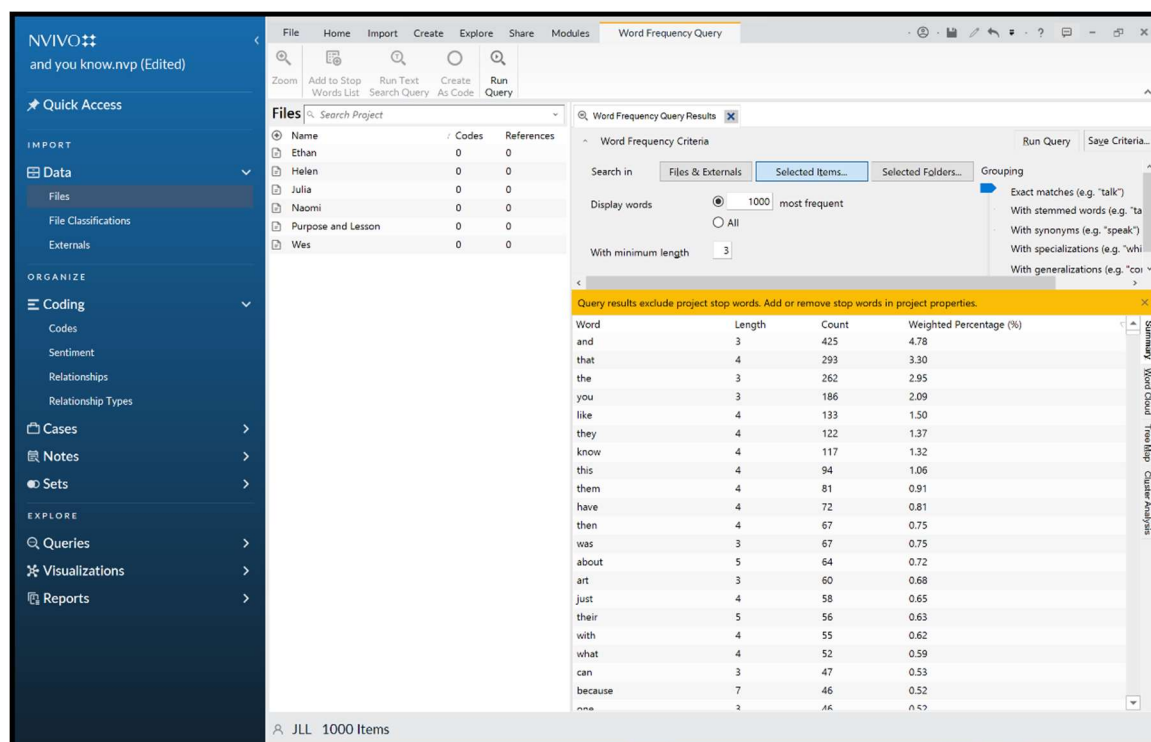 NVIVO
and you know.nvp (Edited)
Quick Access
IMPORT
Data
Files
File Classifications
Externals
ORGANIZE
Coding
Codes
Sentiment
Relationships
Relationship Types
Cases
Notes
Sets
EXPLORE
Queries
Visualizations
Reports
File Home Import Create Explore Share Modules Word Frequency Query
Zoom
Add to Stop Words List
Run Text Search Query
Create As Code
Run Query
Files Search Project
Name Codes References
Ethan 0 0
Helen 0 0
Julia 0 0
Naomi 0 0
Purpose and Lesson 0 0
Wes 0 0
Word Frequency Query Results
Word Frequency Criteria Run Query Save Criteria...
Search in Files & Externals Selected Items... Selected Folders... Grouping
Display words 1000 most frequent
All
With minimum length 3
Exact matches (e.g. "talk")
With stemmed words (e.g. "ta
With synonyms (e.g. "speak")
With specializations (e.g. "whi
With generalizations (e.g. "co
Query results exclude project stop words. Add or remove stop words in project properties.
Word Length Count Weighted Percentage (%)
and 3 425 4.78
that 4 293 3.30
the 3 262 2.95
you 3 186 2.09
like 4 133 1.50
they 4 122 1.37
know 4 117 1.32
this 4 94 1.06
them 4 81 0.91
have 4 72 0.81
then 4 67 0.75
was 3 67 0.75
about 5 64 0.72
art 3 60 0.68
just 4 58 0.65
their 5 56 0.63
with 4 55 0.62
what 4 52 0.59
can 3 47 0.53
because 7 46 0.52
one 3 46 0.52
Summary
Word Cloud
Tree Map
Cluster Analysis
JLL 1000 Items